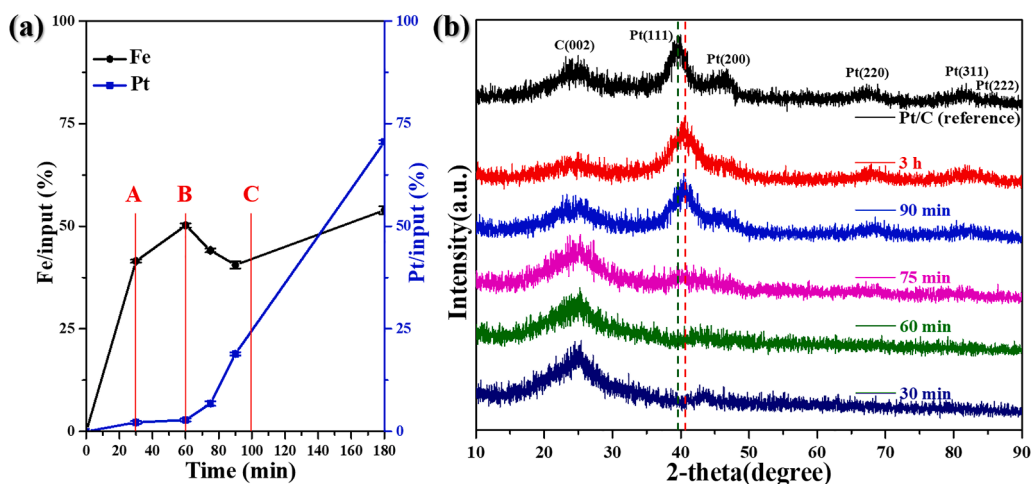 (a)
Fe
Pt
A
B
C
100
75
50
25
0
Fe/input (%)
0 20 40 60 80 100 120 140 160 180
Time (min)
100
75
50
25
0
Pt/input (%)
(b)
C(002)
Pt(111)
Pt(200)
Pt(220)
Pt(311)
Pt(222)
Pt/C (reference)
3 h
90 min
75 min
60 min
30 min
Intensity(a.u.)
10 20 30 40 50 60 70 80 90
2-theta(degree)